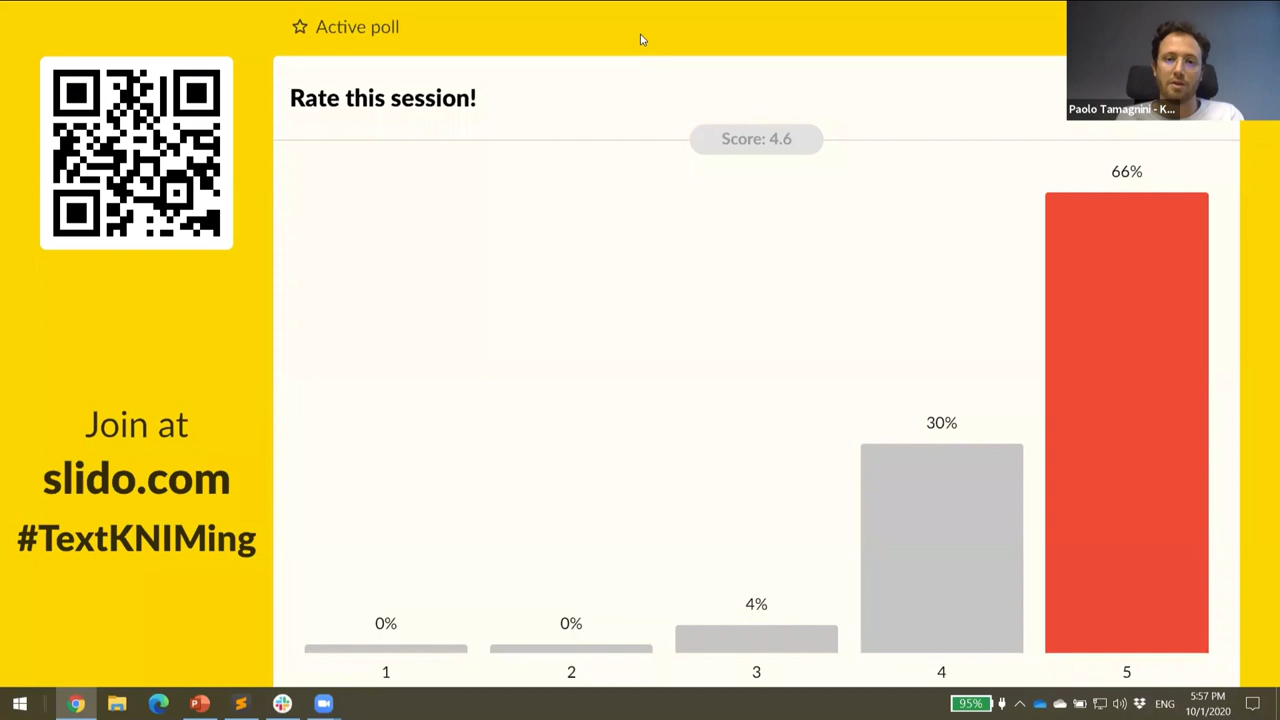 Active poll
Rate this session!
Score: 4.6
66%
30%
4%
0%
0%
1
2
3
4
5
Join at
slido.com
#TextKNIMing
Paolo Tamagnini - K...
95%
ENG
5:57 PM
10/1/2020